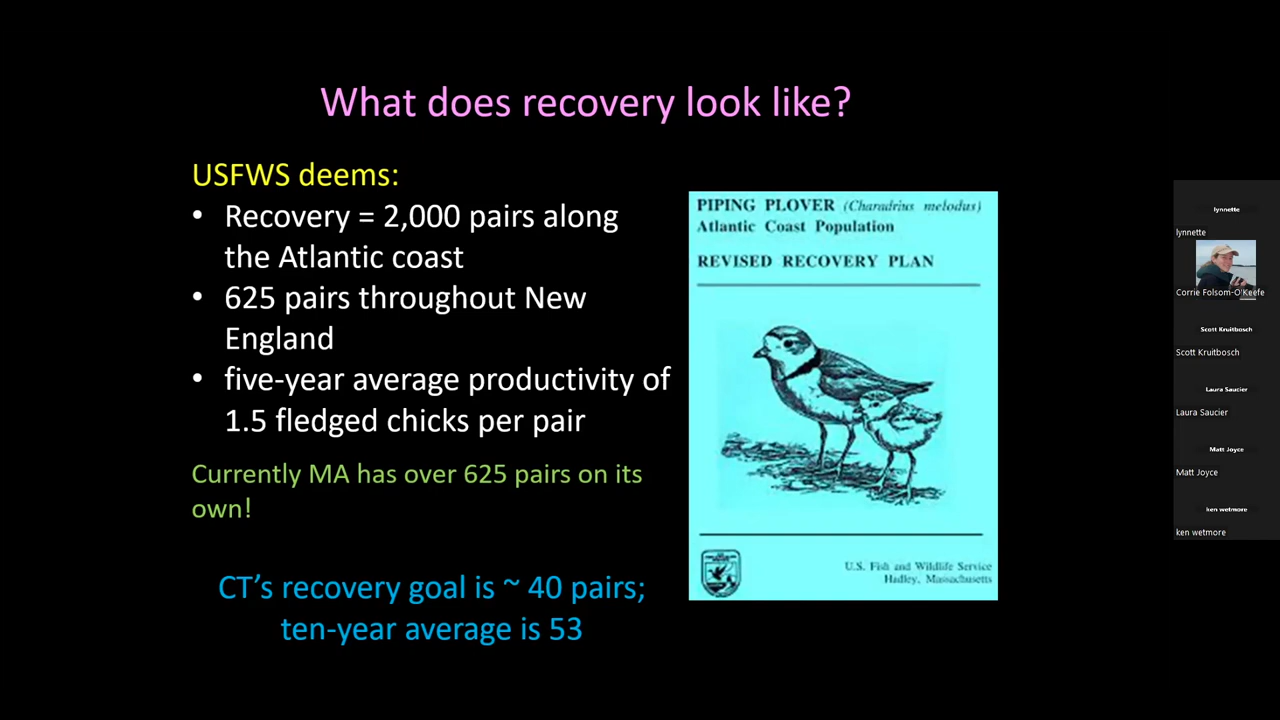 What does recovery look like?
USFWS deems:
• Recovery = 2,000 pairs along
the Atlantic coast
• 625 pairs throughout New
England
• five-year average productivity of
1.5 fledged chicks per pair
Currently MA has over 625 pairs on its
own!
CT's recovery goal is ~ 40 pairs;
ten-year average is 53
PIPING PLOVER (Charadrius melodus)
Atlantic Coast Population
REVISED RECOVERY PLAN
U.S. Fish and Wildlife Service
Hadley, Massachusetts
lynnette
lynnette
Corrie Folsom-O'Keefe
Scott Kruitbosch
Scott Kruitbosch
Laura Saucier
Laura Saucier
Matt Joyce
Matt Joyce
ken wetmore
ken wetmore